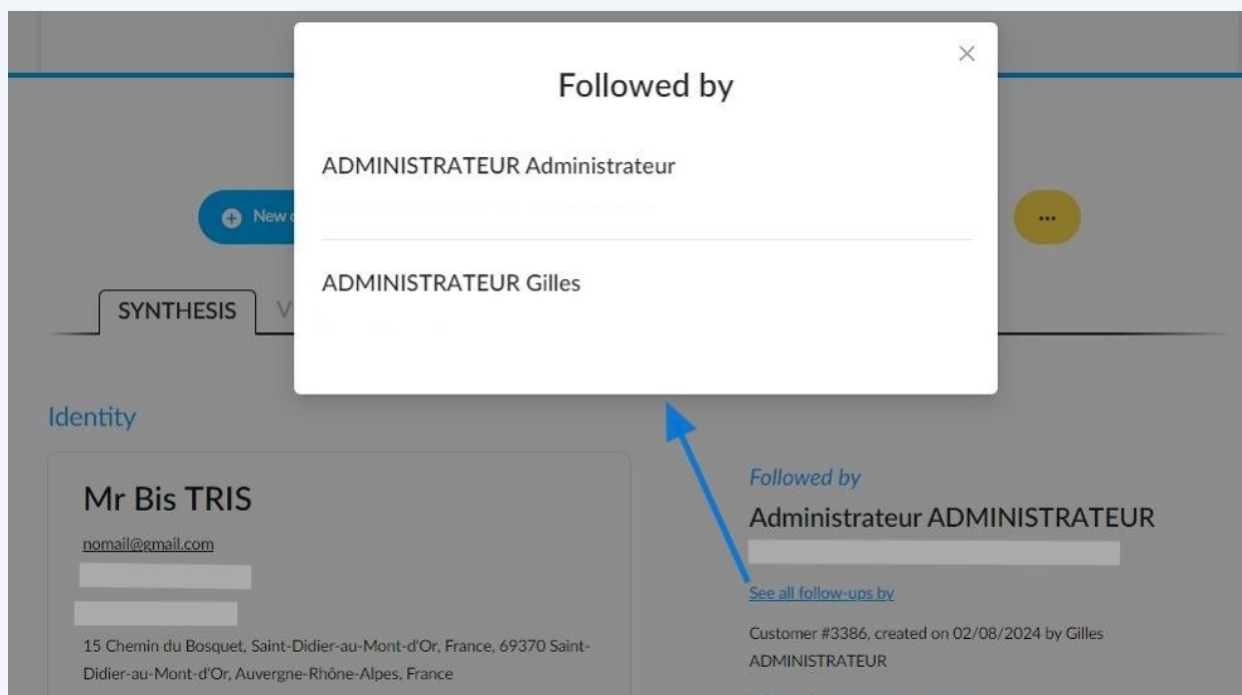 Followed by
ADMINISTRATEUR Administrateur
ADMINISTRATEUR Gilles
New
...
SYNTHESIS
V
Identity
Mr Bis TRIS
nomail@gmail.com
15 Chemin du Bosquet, Saint-Didier-au-Mont-d'Or, France, 69370 Saint-
Didier-au-Mont-d'Or, Auvergne-Rhône-Alpes, France
Followed by
Administrateur ADMINISTRATEUR
See all follow-ups by
Customer #3386, created on 02/08/2024 by Gilles
ADMINISTRATEUR